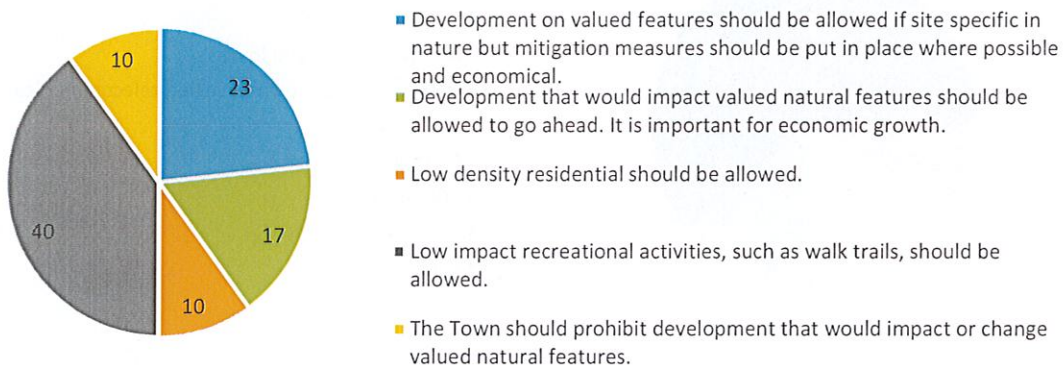 10
23
40
17
10
Development on valued features should be allowed if site specific in
nature but mitigation measures should be put in place where possible
and economical.
Development that would impact valued natural features should be
allowed to go ahead. It is important for economic growth.
Low density residential should be allowed.
Low impact recreational activities, such as walk trails, should be
allowed.
The Town should prohibit development that would impact or change
valued natural features.